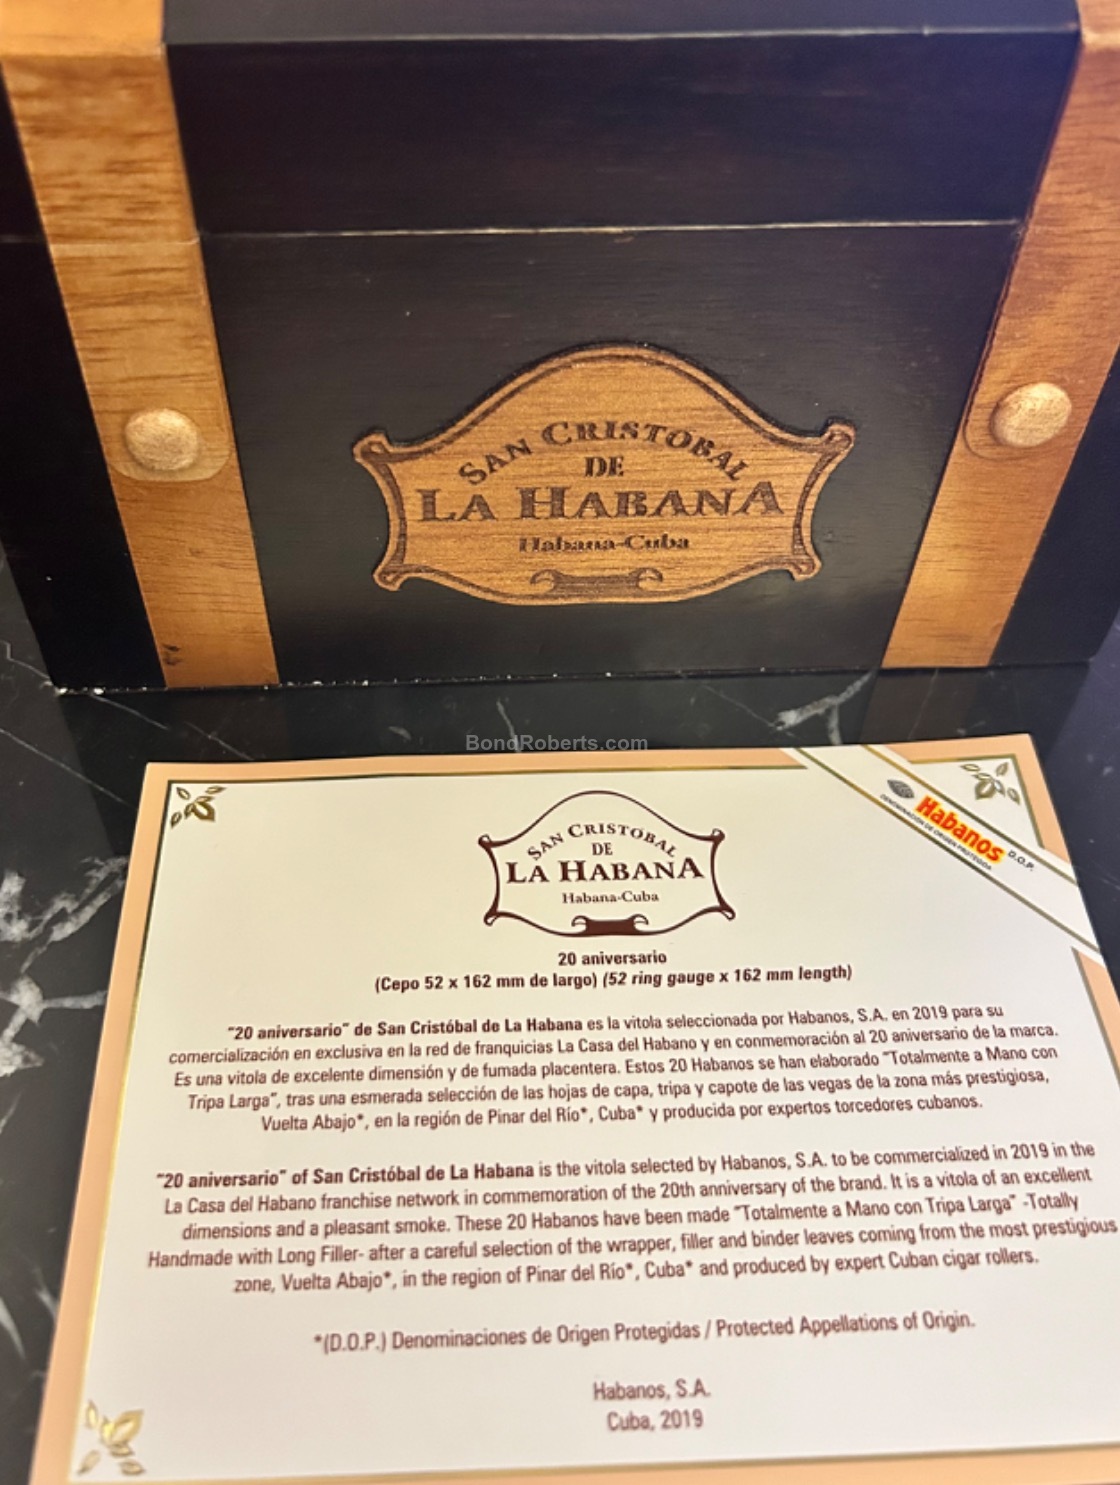 SAN CRISTOBAL
DE
LA HABANA
Habana-Cuba
BondRoberts.com
Habanos D.O.P.
DENOMINACIÓN DE ORIGEN PROTEGIDA
SAN CRISTOBAL
DE
LA HABANA
Habana-Cuba
20 aniversario
(Cepo 52 x 162 mm de largo) (52 ring gauge x 162 mm length)
"20 aniversario" de San Cristóbal de La Habana es la vitola seleccionada por Habanos, S.A. en 2019 para su
comercialización en exclusiva en la red de franquicias La Casa del Habano y en conmemoración al 20 aniversario de la marca.
Es una vitola de excelente dimensión y de fumada placentera. Estos 20 Habanos se han elaborado "Totalmente a Mano con
Tripa Larga", tras una esmerada selección de las hojas de capa, tripa y capote de las vegas de la zona más prestigiosa,
Vuelta Abajo*, en la región de Pinar del Río*, Cuba* y producida por expertos torcedores cubanos.
"20 aniversario" of San Cristóbal de La Habana is the vitola selected by Habanos, S.A. to be commercialized in 2019 in the
La Casa del Habano franchise network in commemoration of the 20th anniversary of the brand. It is a vitola of an excellent
dimensions and a pleasant smoke. These 20 Habanos have been made "Totalmente a Mano con Tripa Larga" -Totally
Handmade with Long Filler- after a careful selection of the wrapper, filler and binder leaves coming from the most prestigious
zone, Vuelta Abajo*, in the region of Pinar del Río*, Cuba* and produced by expert Cuban cigar rollers.
*(D.O.P.) Denominaciones de Origen Protegidas / Protected Appellations of Origin.
Habanos, S.A.
Cuba, 2019